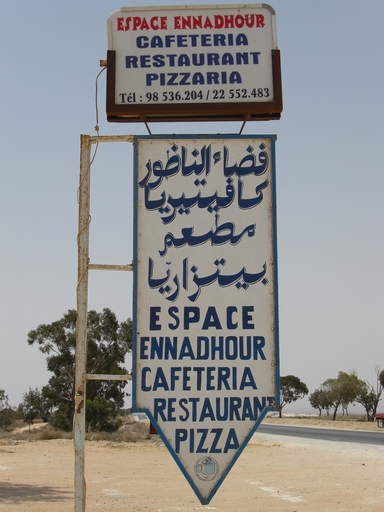 ESPACE ENNADHOUR
CAFETERIA
RESTAURANT
PIZZARIA
Tél : 98 536.204 / 22 552.483
فضاء الناظور
كافيتيريا
مطعم
بيتزاريا
ESPACE
ENNADHOUR
CAFETERIA
RESTAURANT
PIZZA